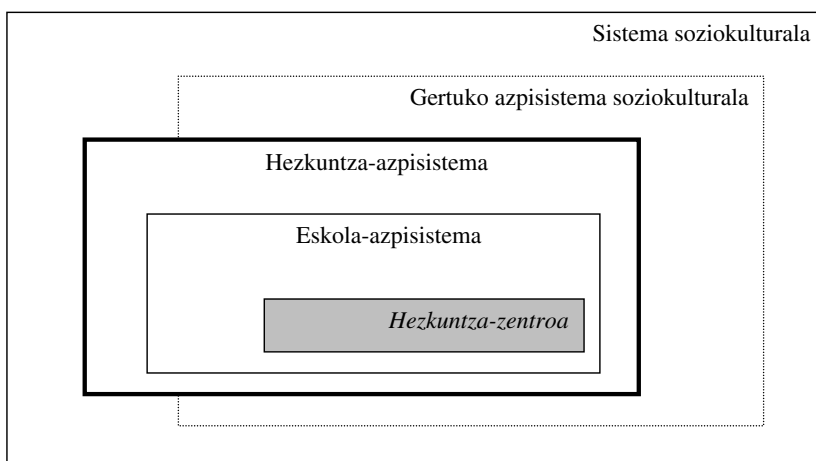 Sistema soziokulturala
Gertuko azpisistema soziokulturala
Hezkuntza-azpisistema
Eskola-azpisistema
Hezkuntza-zentroa